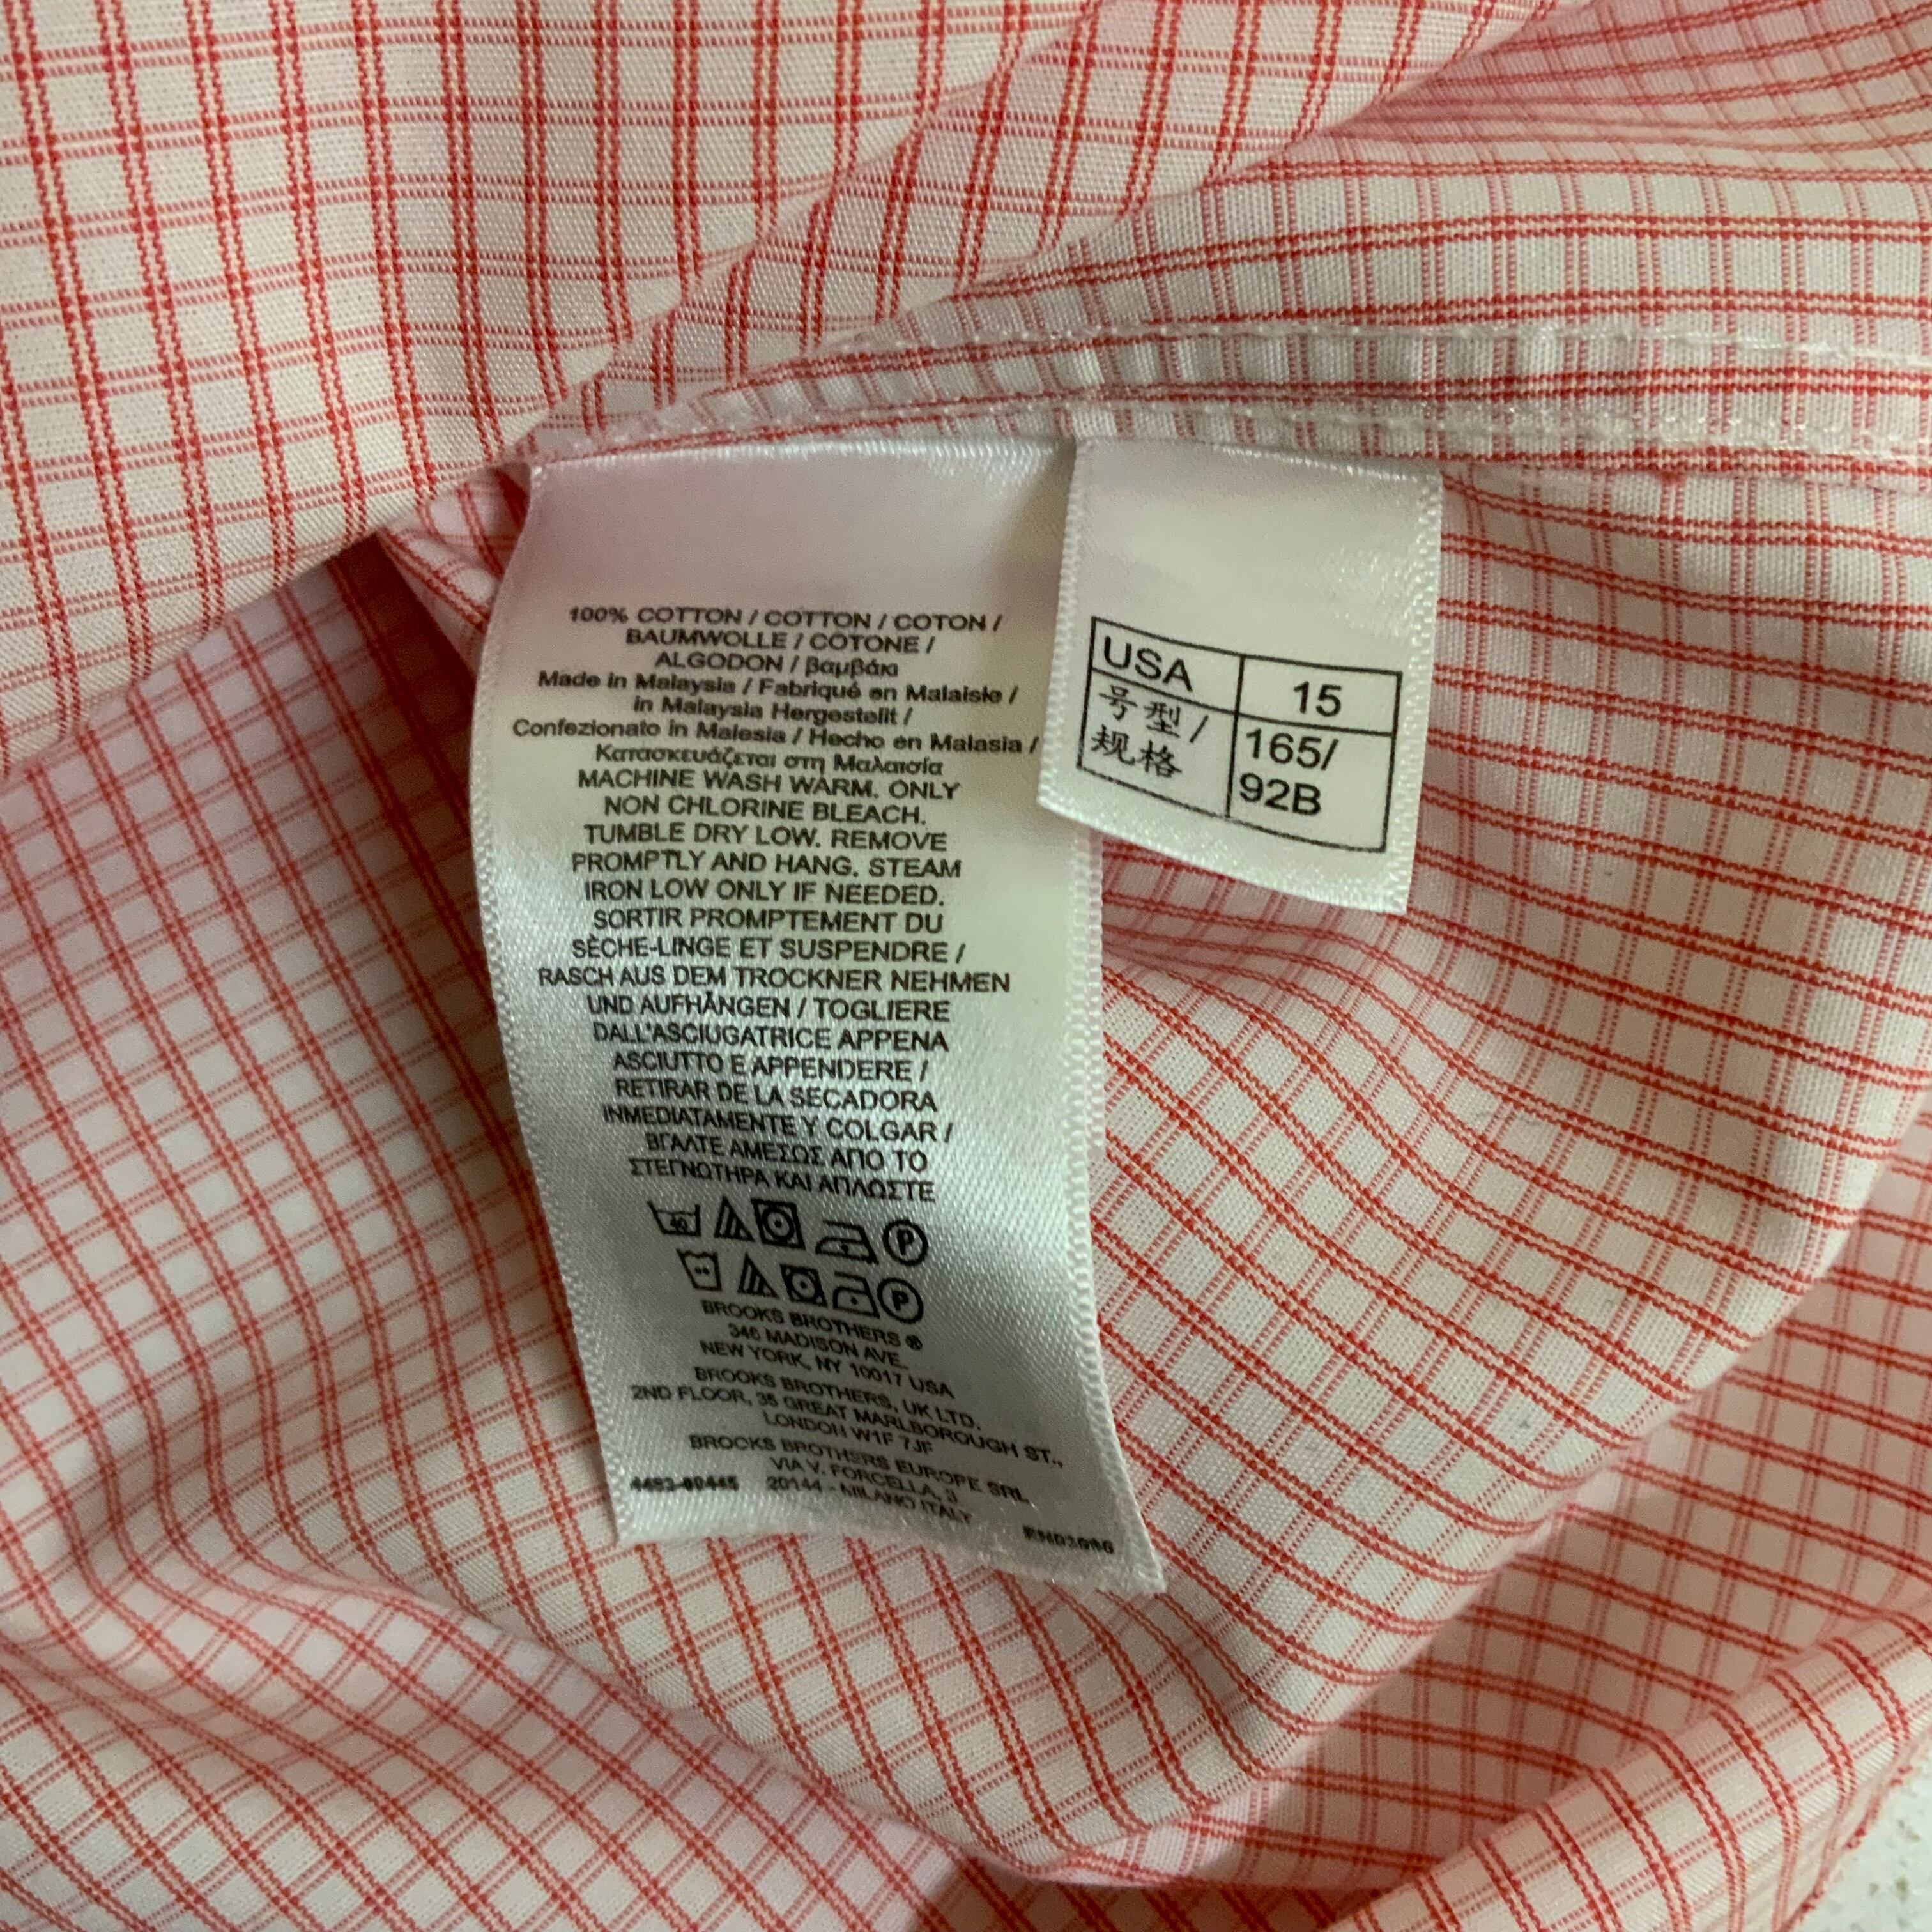 100% COTTON / COTTON / COTON /
BAUMWOLLE / COTONE /
ALGODON / βαμβάκι
Made in Malaysia / Fabriqué en Malaisie /
in Malaysia Hergestellt /
Confezionato in Malesia / Hecho en Malasia /
Κατασκευάζεται στη Μαλαισία
MACHINE WASH WARM. ONLY
NON CHLORINE BLEACH.
TUMBLE DRY LOW. REMOVE
PROMPTLY AND HANG. STEAM
IRON LOW ONLY IF NEEDED.
SORTIR PROMPTEMENT DU
SÈCHE-LINGE ET SUSPENDRE /
RASCH AUS DEM TROCKNER NEHMEN
UND AUFHÄNGEN / TOGLIERE
DALL'ASCIUGATRICE APPENA
ASCIUTTO E APPENDERE /
RETIRAR DE LA SECADORA
INMEDIATAMENTE Y COLGAR /
ΒΓΑΛΤΕ ΑΜΕΣΩΣ ΑΠΟ ΤΟ
ΣΤΕΓΝΩΤΗΡΑ ΚΑΙ ΑΠΛΩΣΤΕ
40 P
P
BROOKS BROTHERS ®
346 MADISON AVE.
NEW YORK, NY 10017 USA
BROOKS BROTHERS, UK LTD.
2ND FLOOR, 35 GREAT MARLBOROUGH ST.,
LONDON W1F 7JF
BROOKS BROTHERS EUROPE SRL
VIA V. FORCELLA, 3
20144 - MILANO ITALY
USA 15
号型/ 165/
规格 92B